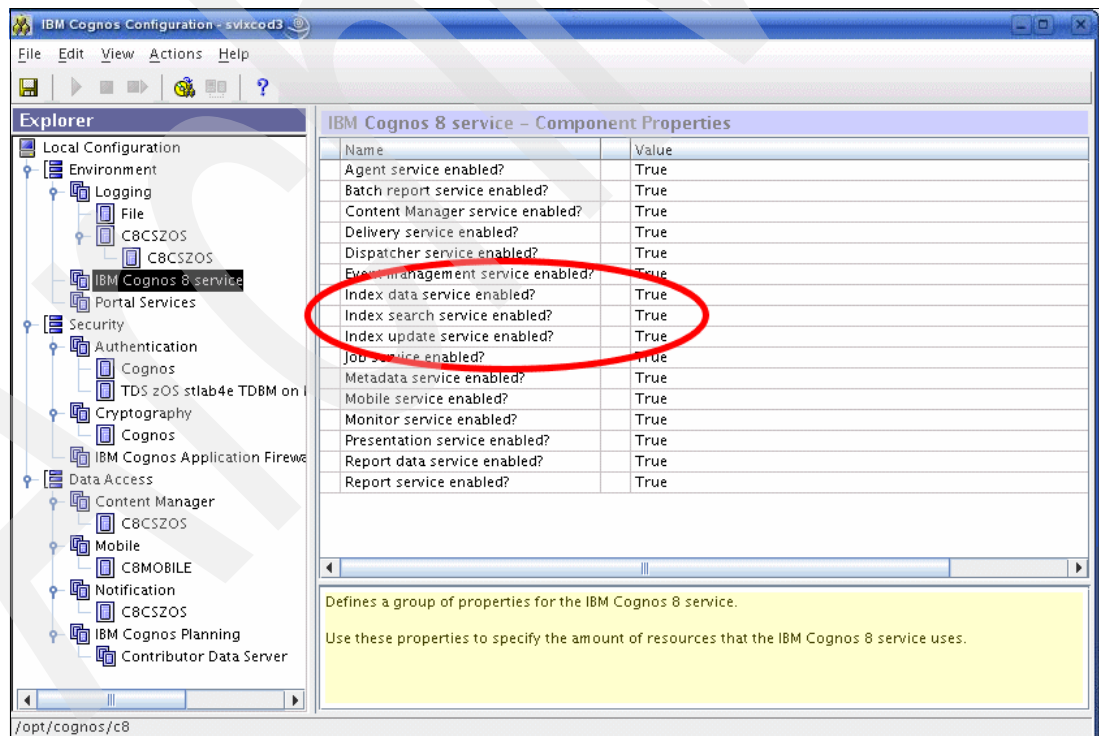 IBM Cognos Configuration - svlxcod3
File Edit View Actions Help
Explorer
Local Configuration
Environment
Logging
File
C8CSZOS
C8CSZOS
IBM Cognos 8 service
Portal Services
Security
Authentication
Cognos
TDS zOS stlab4e TDBM on
Cryptography
Cognos
IBM Cognos Application Firewa
Data Access
Content Manager
C8CSZOS
Mobile
C8MOBILE
Notification
C8CSZOS
IBM Cognos Planning
Contributor Data Server
IBM Cognos 8 service - Component Properties
Name Value
Agent service enabled? True
Batch report service enabled? True
Content Manager service enabled? True
Delivery service enabled? True
Dispatcher service enabled? True
Event management service enabled? True
Index data service enabled? True
Index search service enabled? True
Index update service enabled? True
Job service enabled? True
Metadata service enabled? True
Mobile service enabled? True
Monitor service enabled? True
Presentation service enabled? True
Report data service enabled? True
Report service enabled? True
Defines a group of properties for the IBM Cognos 8 service.
Use these properties to specify the amount of resources that the IBM Cognos 8 service uses.
/opt/cognos/c8